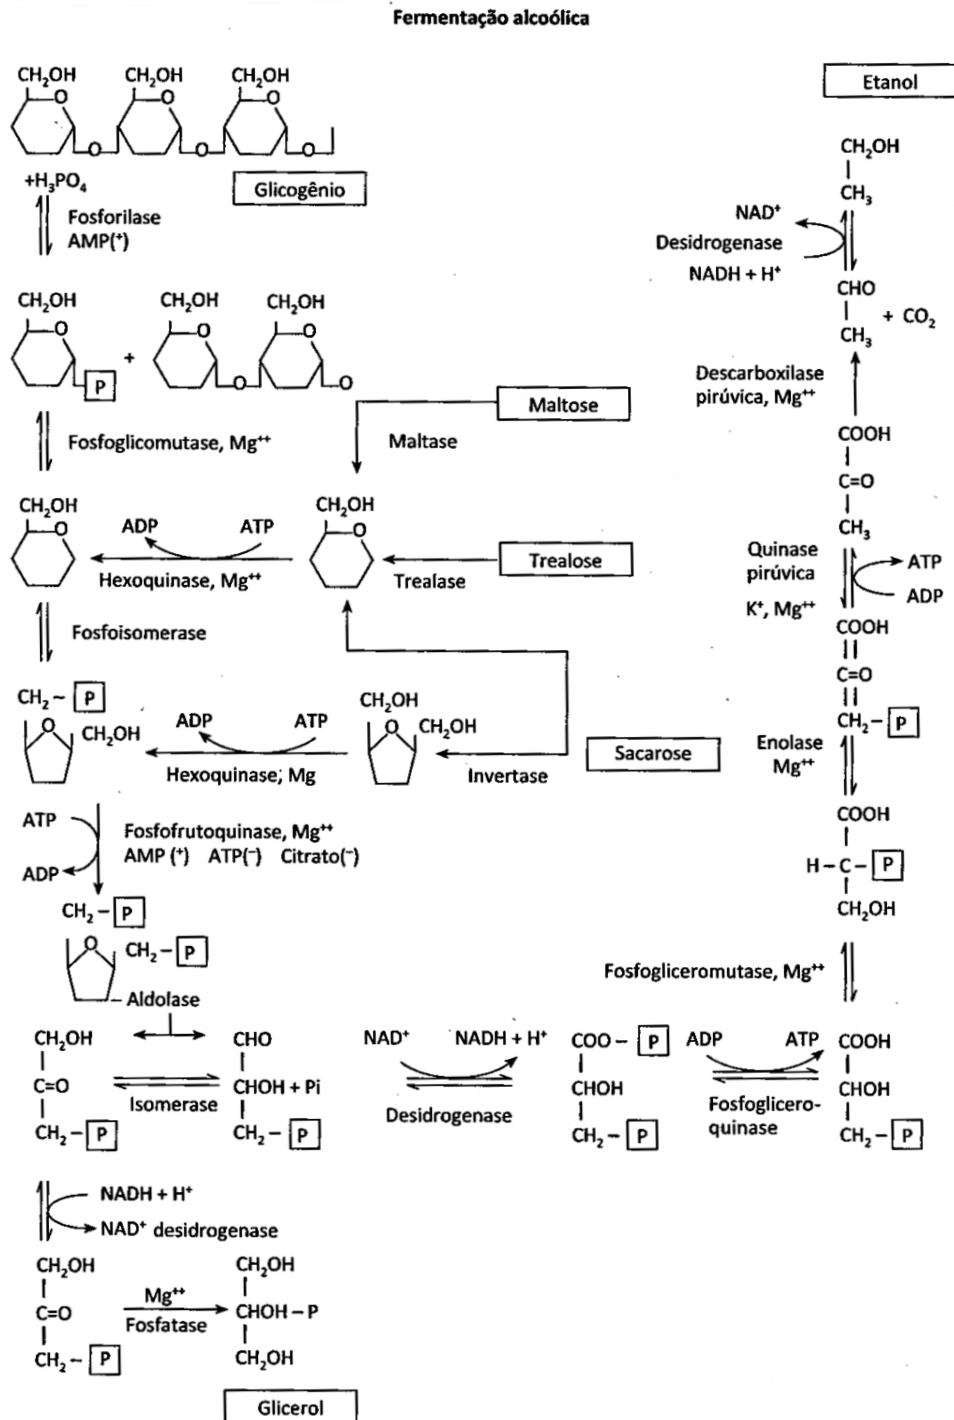 Fermentação alcoólica
CH₂OH CH₂OH CH₂OH
O O O
O O O
+H₃PO₄
Glicogênio
Fosforilase
AMP(⁺)
CH₂OH CH₂OH CH₂OH
O O O
P + O O
Fosfoglicomutase, Mg⁺⁺
Maltose
Maltase
CH₂OH
O
ADP ATP
Hexoquinase, Mg⁺⁺
CH₂OH
O
Trealose
Trealase
Fosfoisomerase
CH₂– P
O
CH₂OH
ADP ATP
Hexoquinase; Mg
CH₂OH
O
CH₂OH
Invertase
Sacarose
ATP
ADP
Fosfofrutoquinase, Mg⁺⁺
AMP (⁺) ATP(⁻) Citrato(⁻)
CH₂– P
O
CH₂– P
Aldolase
CH₂OH
C=O
CH₂– P
Isomerase
CHO
CHOH + Pi
CH₂– P
NAD⁺ NADH + H⁺
Desidrogenase
COO – P
CHOH
CH₂– P
ADP ATP
Fosfoglicero-
quinase
COOH
CHOH
CH₂– P
NADH + H⁺
NAD⁺ desidrogenase
CH₂OH
C=O
CH₂– P
Mg⁺⁺
Fosfatase
CH₂OH
CHOH – P
CH₂OH
Glicerol
Etanol
CH₂OH
CH₃
NAD⁺
Desidrogenase
NADH + H⁺
CHO
CH₃
+ CO₂
Descarboxilase
pirúvica, Mg⁺⁺
COOH
C=O
CH₃
Quinase
pirúvica
K⁺, Mg⁺⁺
ATP
ADP
COOH
C=O
CH₂– P
Enolase
Mg⁺⁺
COOH
H – C – P
CH₂OH
Fosfogliceromutase, Mg⁺⁺